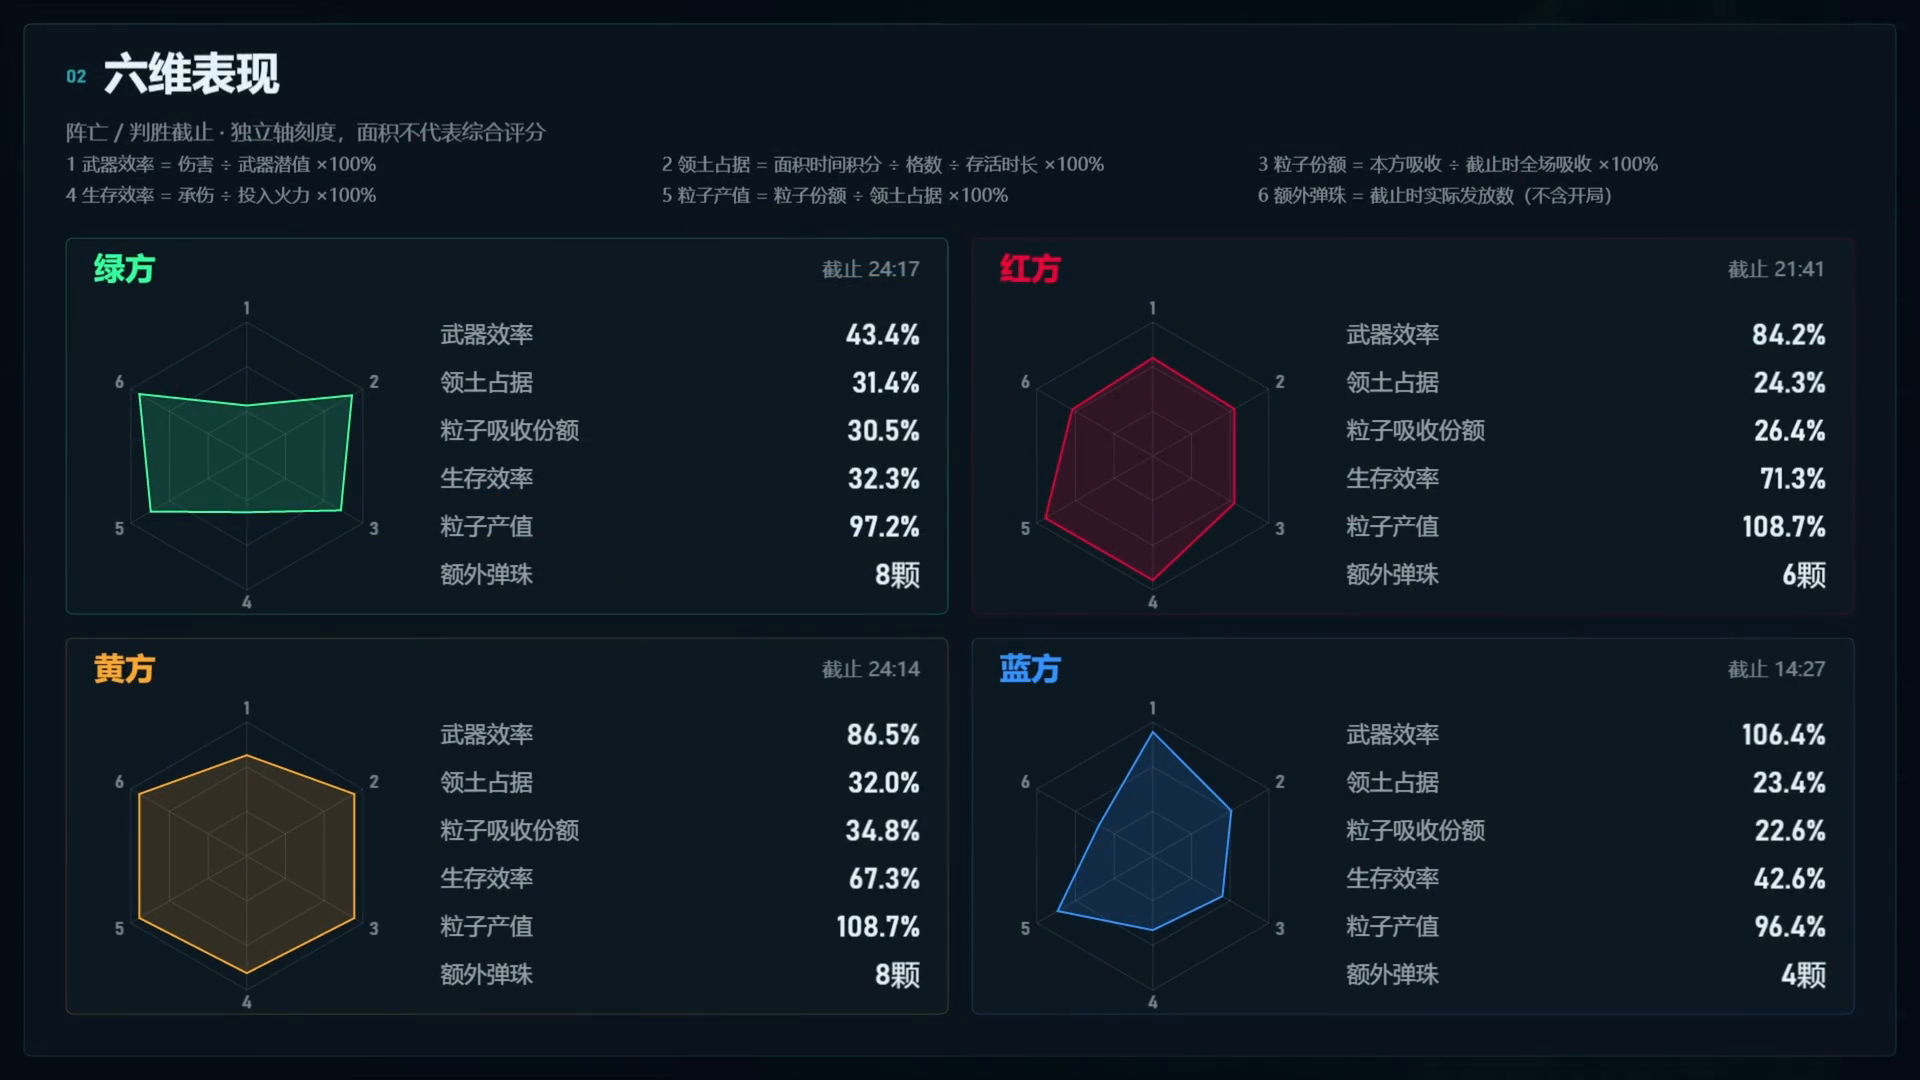 02 六维表现
阵亡 / 判胜截止 · 独立轴刻度，面积不代表综合评分
1 武器效率 = 伤害 ÷ 武器潜值 ×100%
2 领土占据 = 面积时间积分 ÷ 格数 ÷ 存活时长 ×100%
3 粒子份额 = 本方吸收 ÷ 截止时全场吸收 ×100%
4 生存效率 = 承伤 ÷ 投入火力 ×100%
5 粒子产值 = 粒子份额 ÷ 领土占据 ×100%
6 额外弹珠 = 截止时实际发放数（不含开局）
绿方
截止 24:17
1
2
3
4
5
6
武器效率 43.4%
领土占据 31.4%
粒子吸收份额 30.5%
生存效率 32.3%
粒子产值 97.2%
额外弹珠 8颗
红方
截止 21:41
1
2
3
4
5
6
武器效率 84.2%
领土占据 24.3%
粒子吸收份额 26.4%
生存效率 71.3%
粒子产值 108.7%
额外弹珠 6颗
黄方
截止 24:14
1
2
3
4
5
6
武器效率 86.5%
领土占据 32.0%
粒子吸收份额 34.8%
生存效率 67.3%
粒子产值 108.7%
额外弹珠 8颗
蓝方
截止 14:27
1
2
3
4
5
6
武器效率 106.4%
领土占据 23.4%
粒子吸收份额 22.6%
生存效率 42.6%
粒子产值 96.4%
额外弹珠 4颗